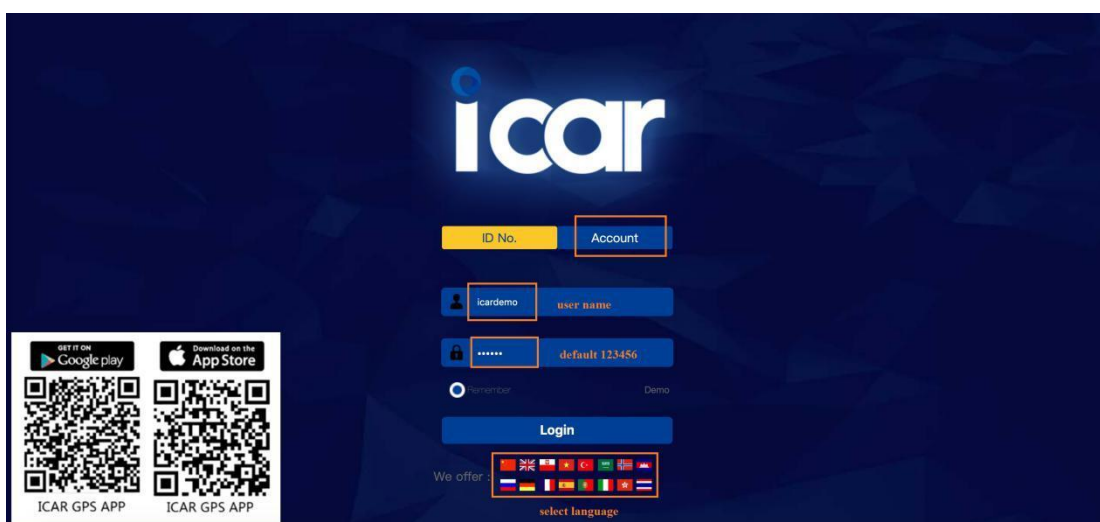 icar
ID No.
Account
icardemo
user name
••••••
default 123456
Remember
Demo
Login
We offer :
select language
GET IT ON
Google play
Download on the
App Store
ICAR GPS APP
ICAR GPS APP